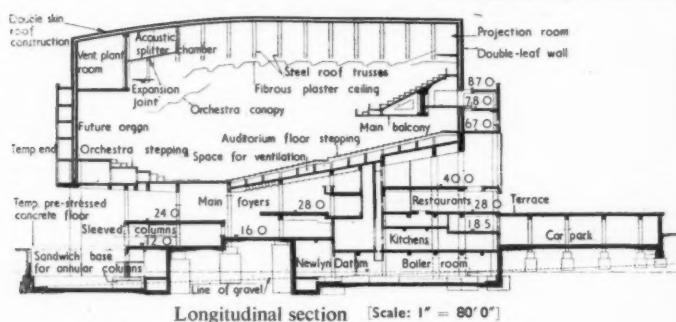 Double skin
roof
construction
Vent plant
room
Acoustic
splitter chamber
Projection room
Double-leaf wall
Steel roof trusses
Fibrous plaster ceiling
Expansion
joint
Orchestra canopy
87 0
78 0
67 0
Future organ
Auditorium floor stepping
Main balcony
Temp end
Orchestra stepping
Space for ventilation
40 0
Temp. pre-stressed
concrete floor
Main foyers
28 0
Restaurants
28 0
Terrace
24 0
Sleeved columns
16 0
18 5
12 0
Kitchens
Car park
Sandwich base
for anhular columns
Newlyn Datum
Boiler room
Line of gravel
Longitudinal section [Scale: 1" = 80' 0"]